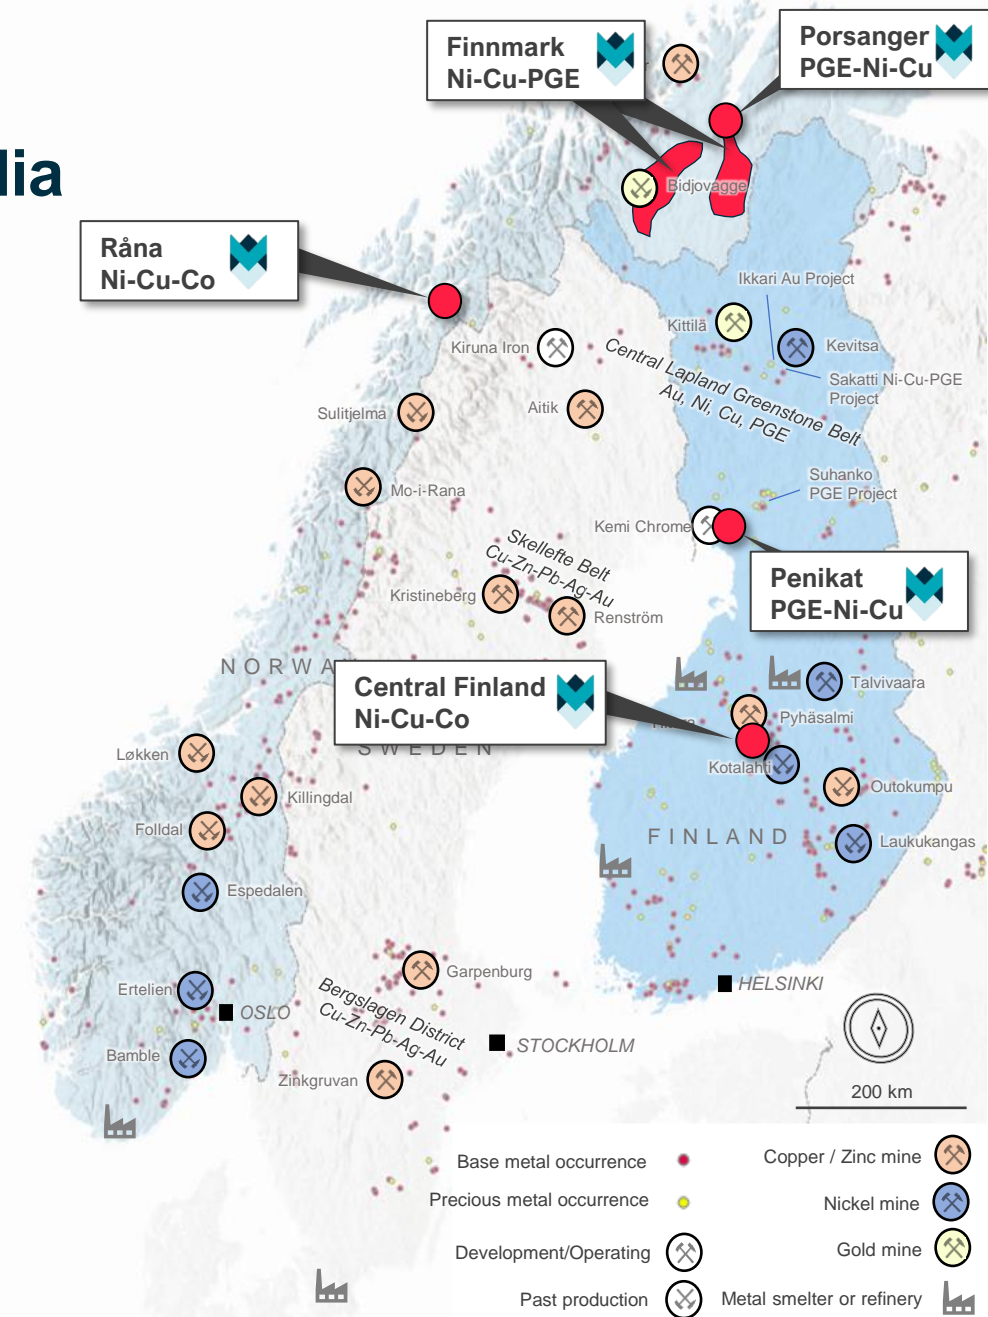 dia
Finnmark
Ni-Cu-PGE
Porsanger
PGE-Ni-Cu
Bidjovagge
Råna
Ni-Cu-Co
Ikkari Au Project
Kittilä
Kevitsa
Kiruna Iron
Central Lapland Greenstone Belt
Au, Ni, Cu, PGE
Sakatti Ni-Cu-PGE
Project
Sulitjelma
Aitik
Mo-i-Rana
Suhanko
PGE Project
Kemi Chrome
Skellefte Belt
Cu-Zn-Pb-Ag-Au
Kristineberg
Renström
Penikat
PGE-Ni-Cu
NORWA
Central Finland
Ni-Cu-Co
Talvivaara
Pyhäsalmi
SWEDEN
Løkken
Kotalahti
Killingdal
Outokumpu
Folldal
FINLAND
Laukukangas
Espedalen
Garpenburg
Ertelien
OSLO
Bergslagen District
Cu-Zn-Pb-Ag-Au
HELSINKI
STOCKHOLM
Bamble
Zinkgruvan
200 km
Base metal occurrence
Copper / Zinc mine
Precious metal occurrence
Nickel mine
Development/Operating
Gold mine
Past production
Metal smelter or refinery